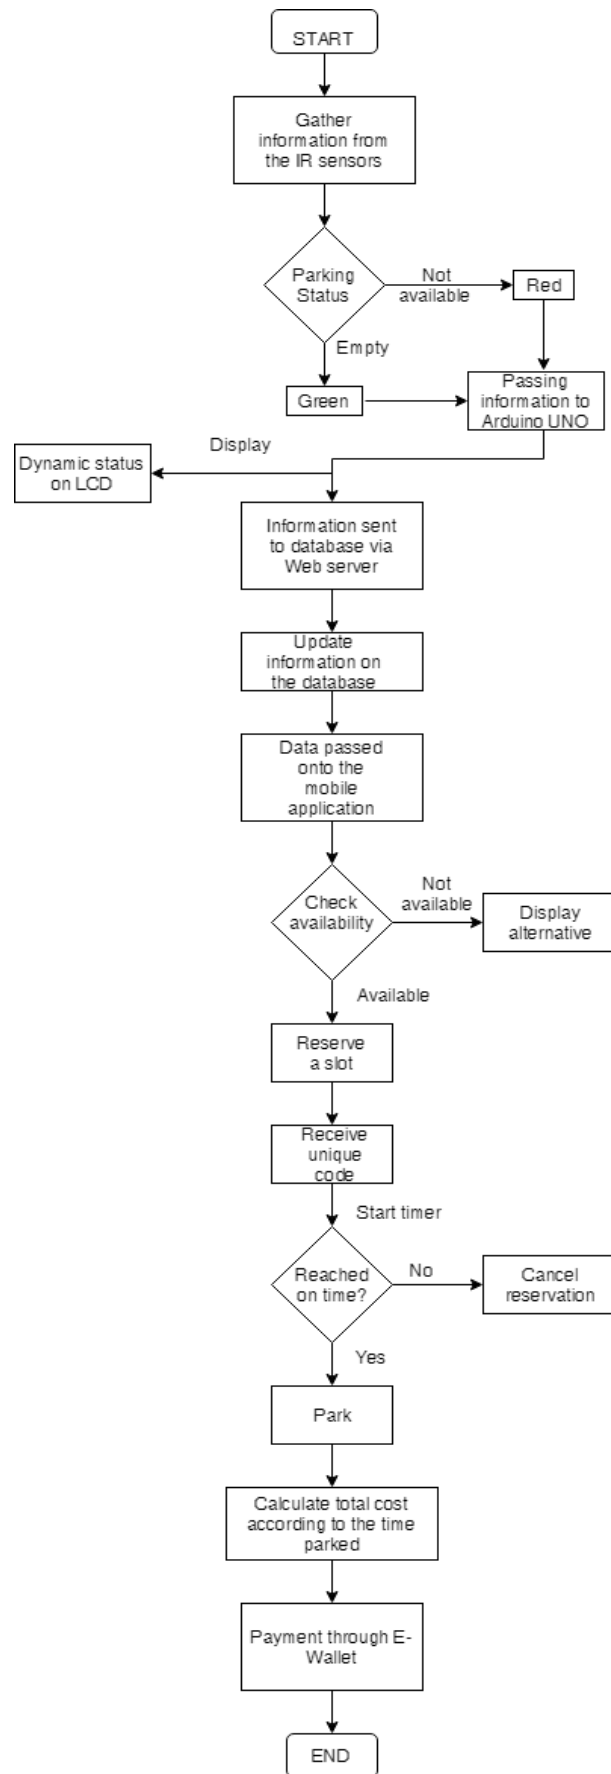 START
Gather
information from
the IR sensors
Parking
Status
Not
available
Red
Empty
Green
Passing
information to
Arduino UNO
Display
Dynamic status
on LCD
Information sent
to database via
Web server
Update
information on
the database
Data passed
onto the
mobile
application
Check
availability
Not
available
Display
alternative
Available
Reserve
a slot
Receive
unique
code
Start timer
Reached
on time?
No
Cancel
reservation
Yes
Park
Calculate total cost
according to the time
parked
Payment through E-
Wallet
END